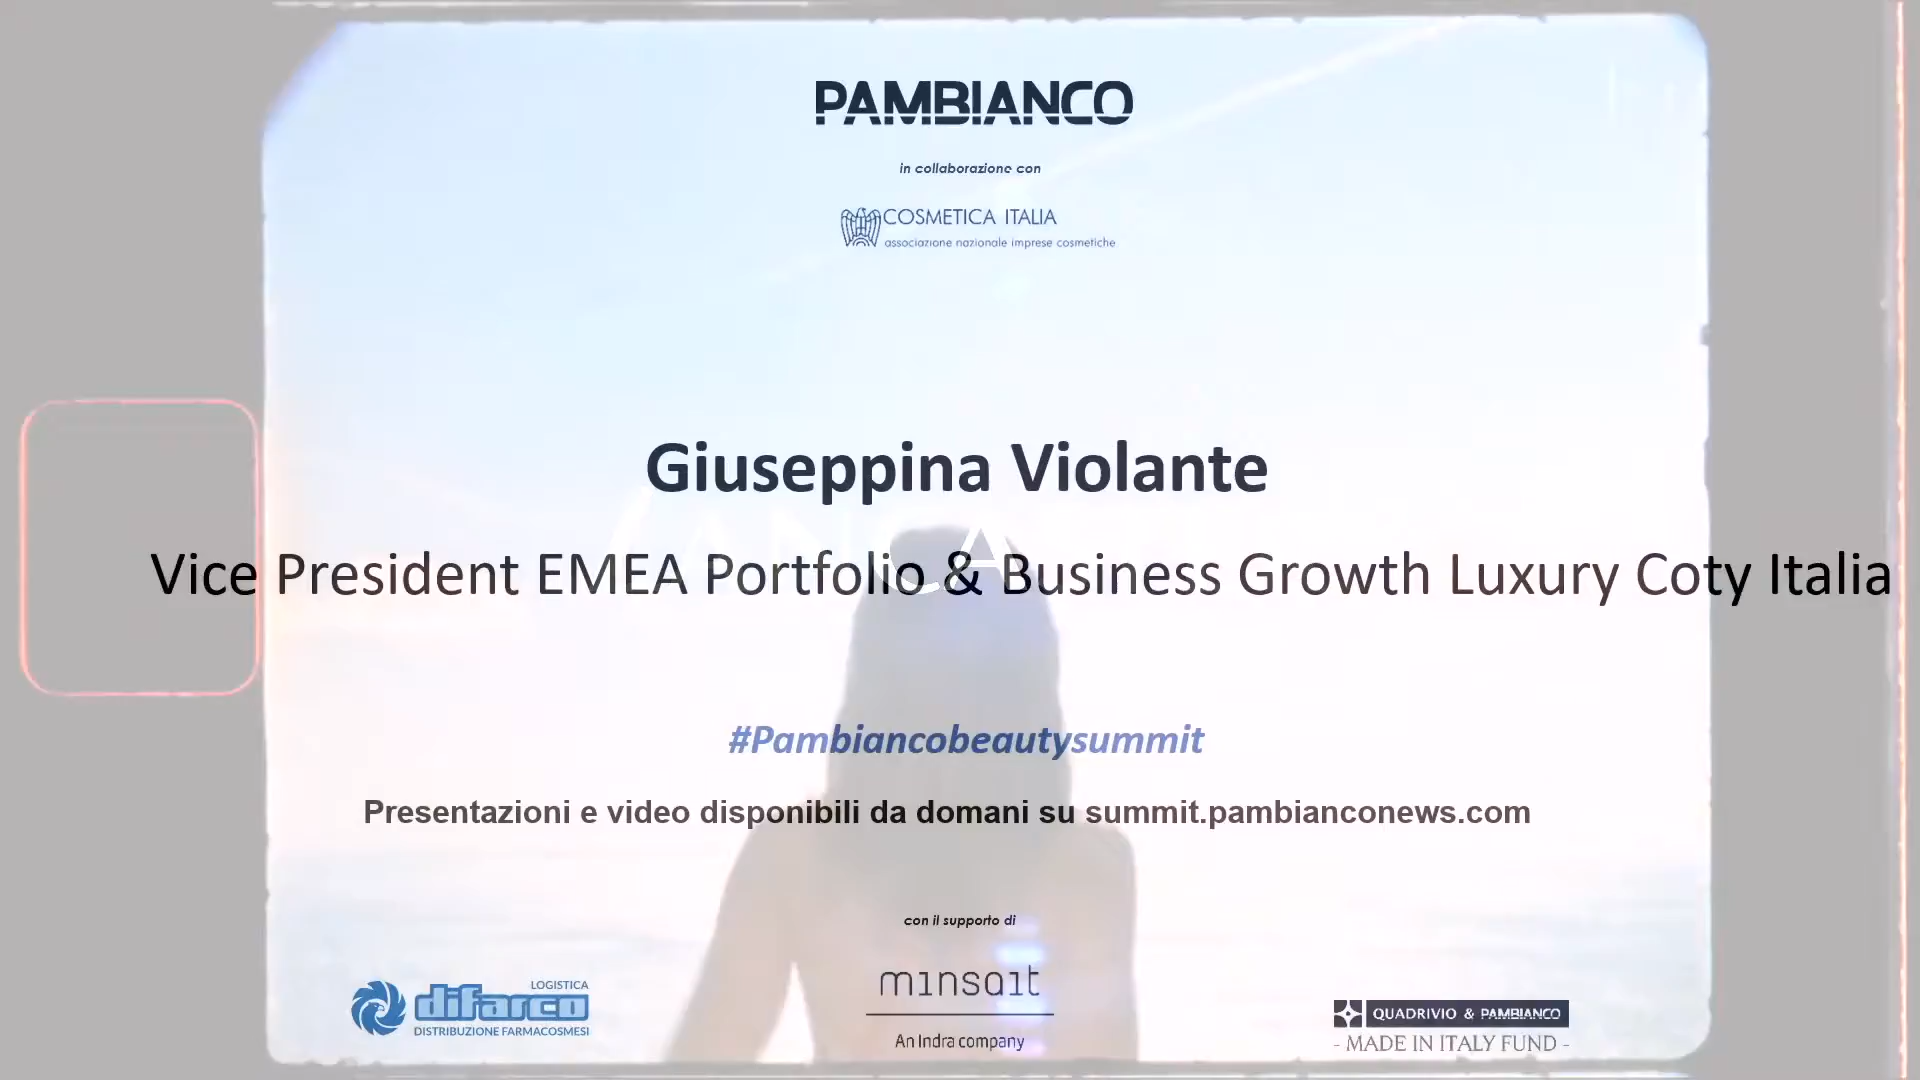 PAMBIANCO
in collaborazione con
COSMETICA ITALIA
associazione nazionale imprese cosmetiche
Giuseppina Violante
Vice President EMEA Portfolio & Business Growth Luxury Coty Italia
#Pambiancobeautysummit
Presentazioni e video disponibili da domani su summit.pambianconews.com
con il supporto di
LOGISTICA
difarco
DISTRIBUZIONE FARMACOSMESI
minsait
An Indra company
QUADRIVIO & PAMBIANCO
- MADE IN ITALY FUND -